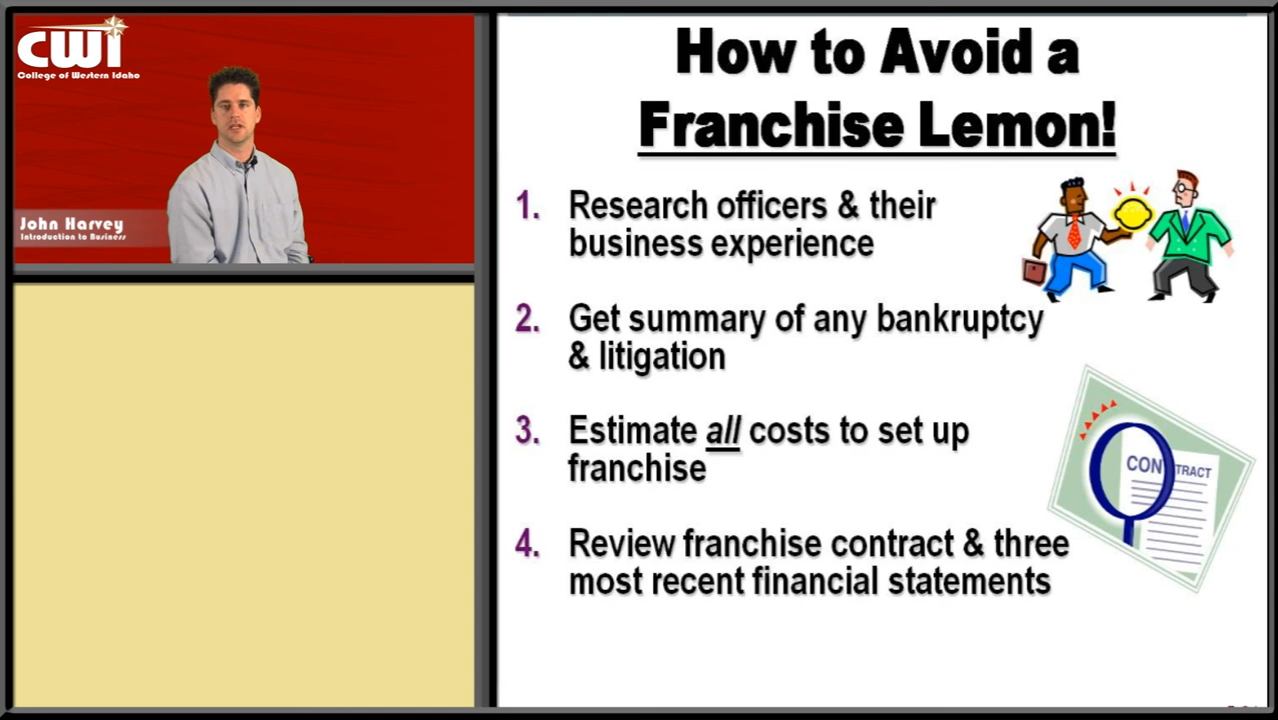 cwi
College of Western Idaho
John Harvey
Introduction to Business
How to Avoid a
Franchise Lemon!
1. Research officers & their
business experience
2. Get summary of any bankruptcy
& litigation
3. Estimate all costs to set up
franchise
4. Review franchise contract & three
most recent financial statements
CONTRACT